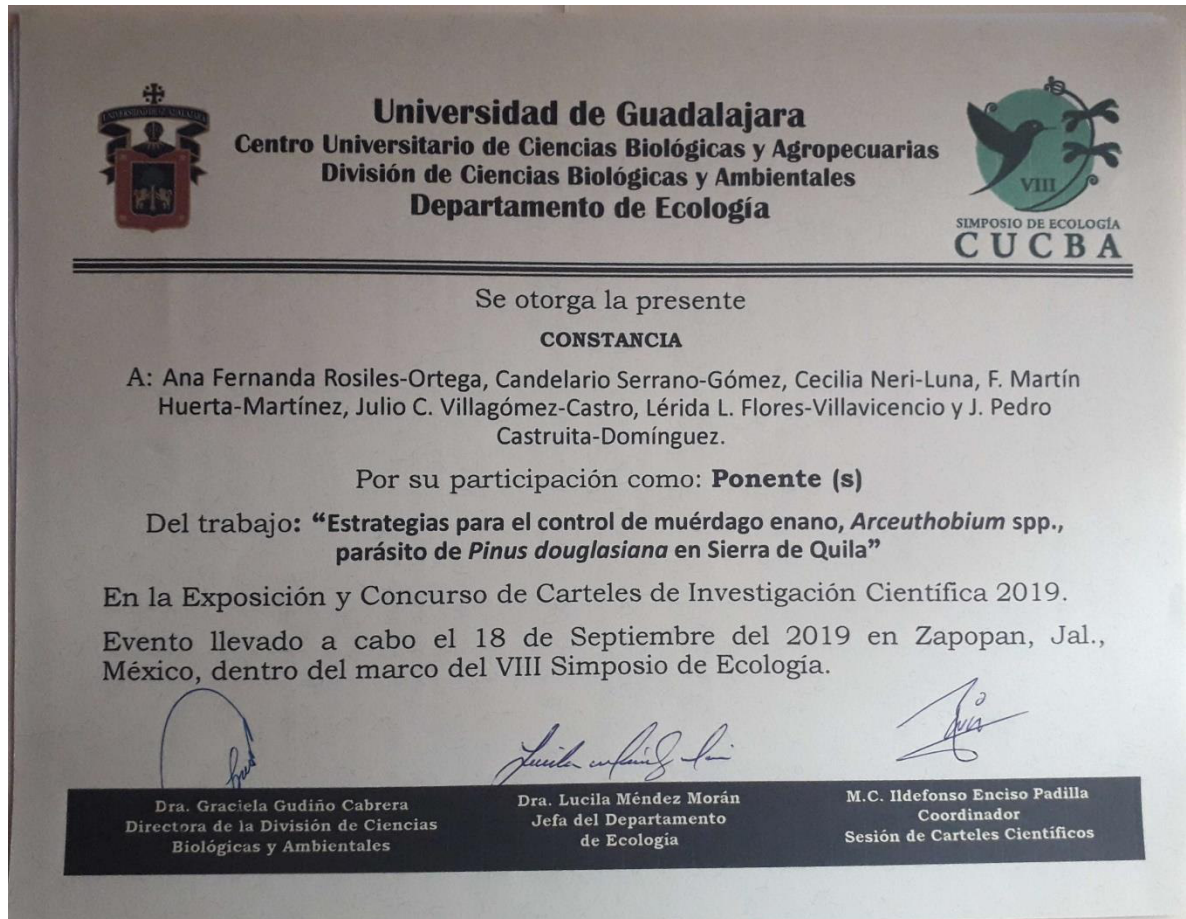 Universidad de Guadalajara
Centro Universitario de Ciencias Biológicas y Agropecuarias
División de Ciencias Biológicas y Ambientales
Departamento de Ecología
VIII
SIMPOSIO DE ECOLOGÍA
CUCBA
Se otorga la presente
CONSTANCIA
A: Ana Fernanda Rosiles-Ortega, Candelario Serrano-Gómez, Cecilia Neri-Luna, F. Martín
Huerta-Martínez, Julio C. Villagómez-Castro, Lérida L. Flores-Villavicencio y J. Pedro
Castruita-Domínguez.
Por su participación como: Ponente (s)
Del trabajo: “Estrategias para el control de muérdago enano, Arceuthobium spp.,
parásito de Pinus douglasiana en Sierra de Quila”
En la Exposición y Concurso de Carteles de Investigación Científica 2019.
Evento llevado a cabo el 18 de Septiembre del 2019 en Zapopan, Jal.,
México, dentro del marco del VIII Simposio de Ecología.
Dra. Graciela Gudiño Cabrera
Directora de la División de Ciencias
Biológicas y Ambientales
Dra. Lucila Méndez Morán
Jefa del Departamento
de Ecología
M.C. Ildefonso Enciso Padilla
Coordinador
Sesión de Carteles Científicos